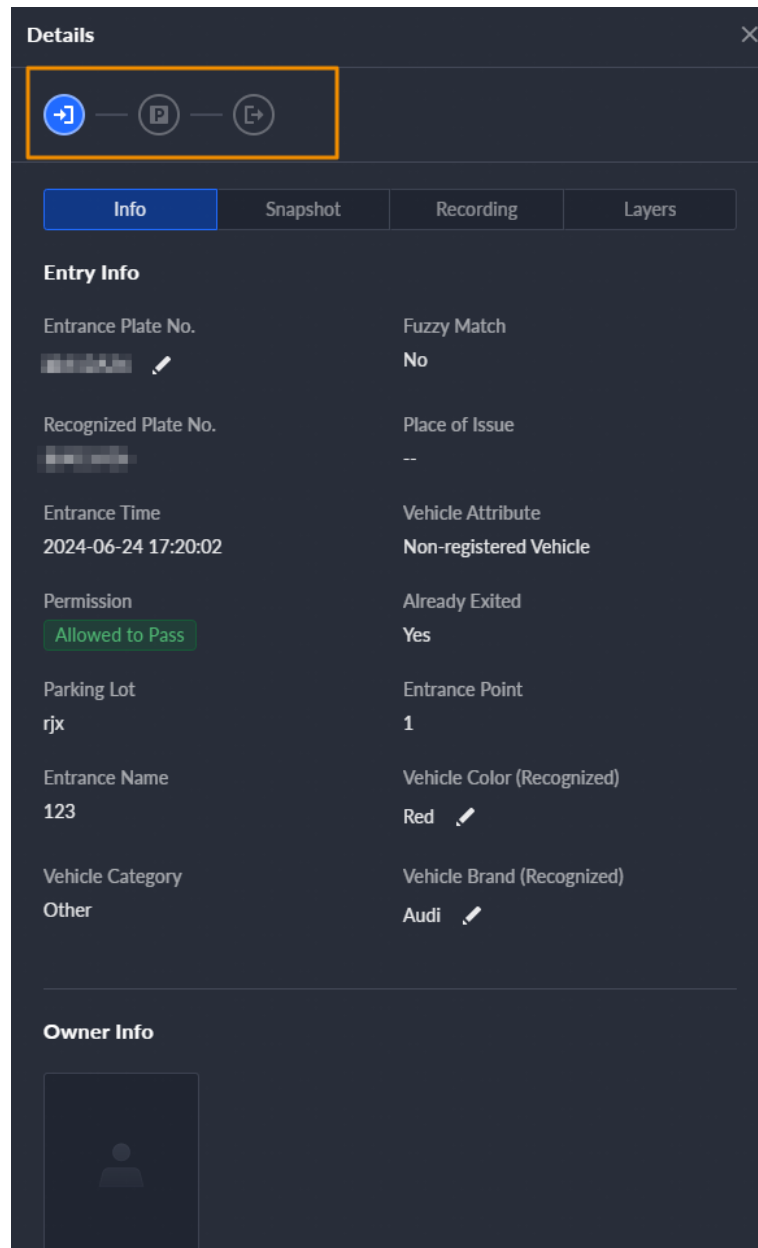 Details
P
Info
Snapshot
Recording
Layers
Entry Info
Entrance Plate No.
Fuzzy Match
No
Recognized Plate No.
Place of Issue
--
Entrance Time
Vehicle Attribute
2024-06-24 17:20:02
Non-registered Vehicle
Permission
Already Exited
Allowed to Pass
Yes
Parking Lot
Entrance Point
rjx
1
Entrance Name
Vehicle Color (Recognized)
123
Red
Vehicle Category
Vehicle Brand (Recognized)
Other
Audi
Owner Info